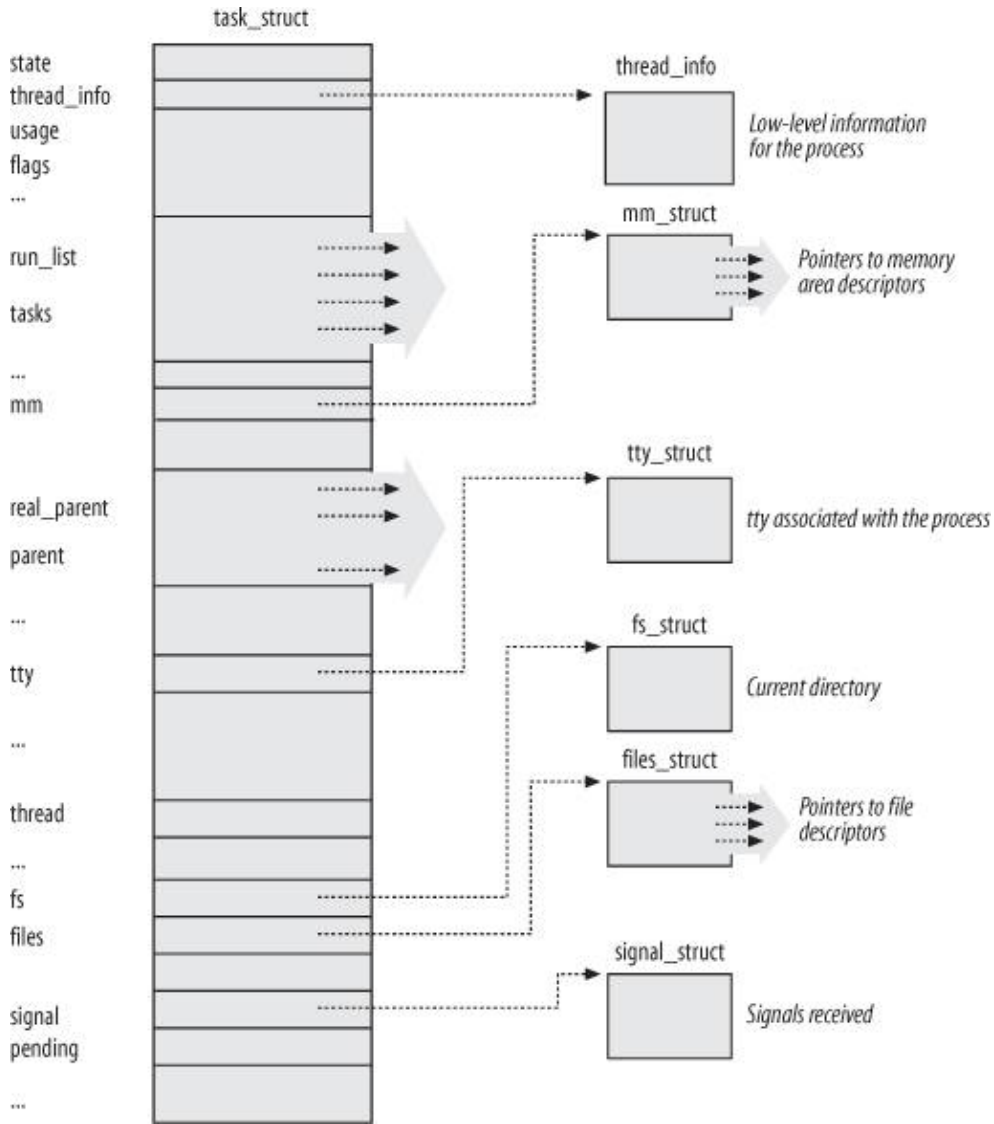 task_struct
state
thread_info
usage
flags
...
run_list
tasks
...
mm
real_parent
parent
...
tty
...
thread
...
fs
files
signal
pending
...
thread_info
Low-level information
for the process
mm_struct
Pointers to memory
area descriptors
tty_struct
tty associated with the process
fs_struct
Current directory
files_struct
Pointers to file
descriptors
signal_struct
Signals received